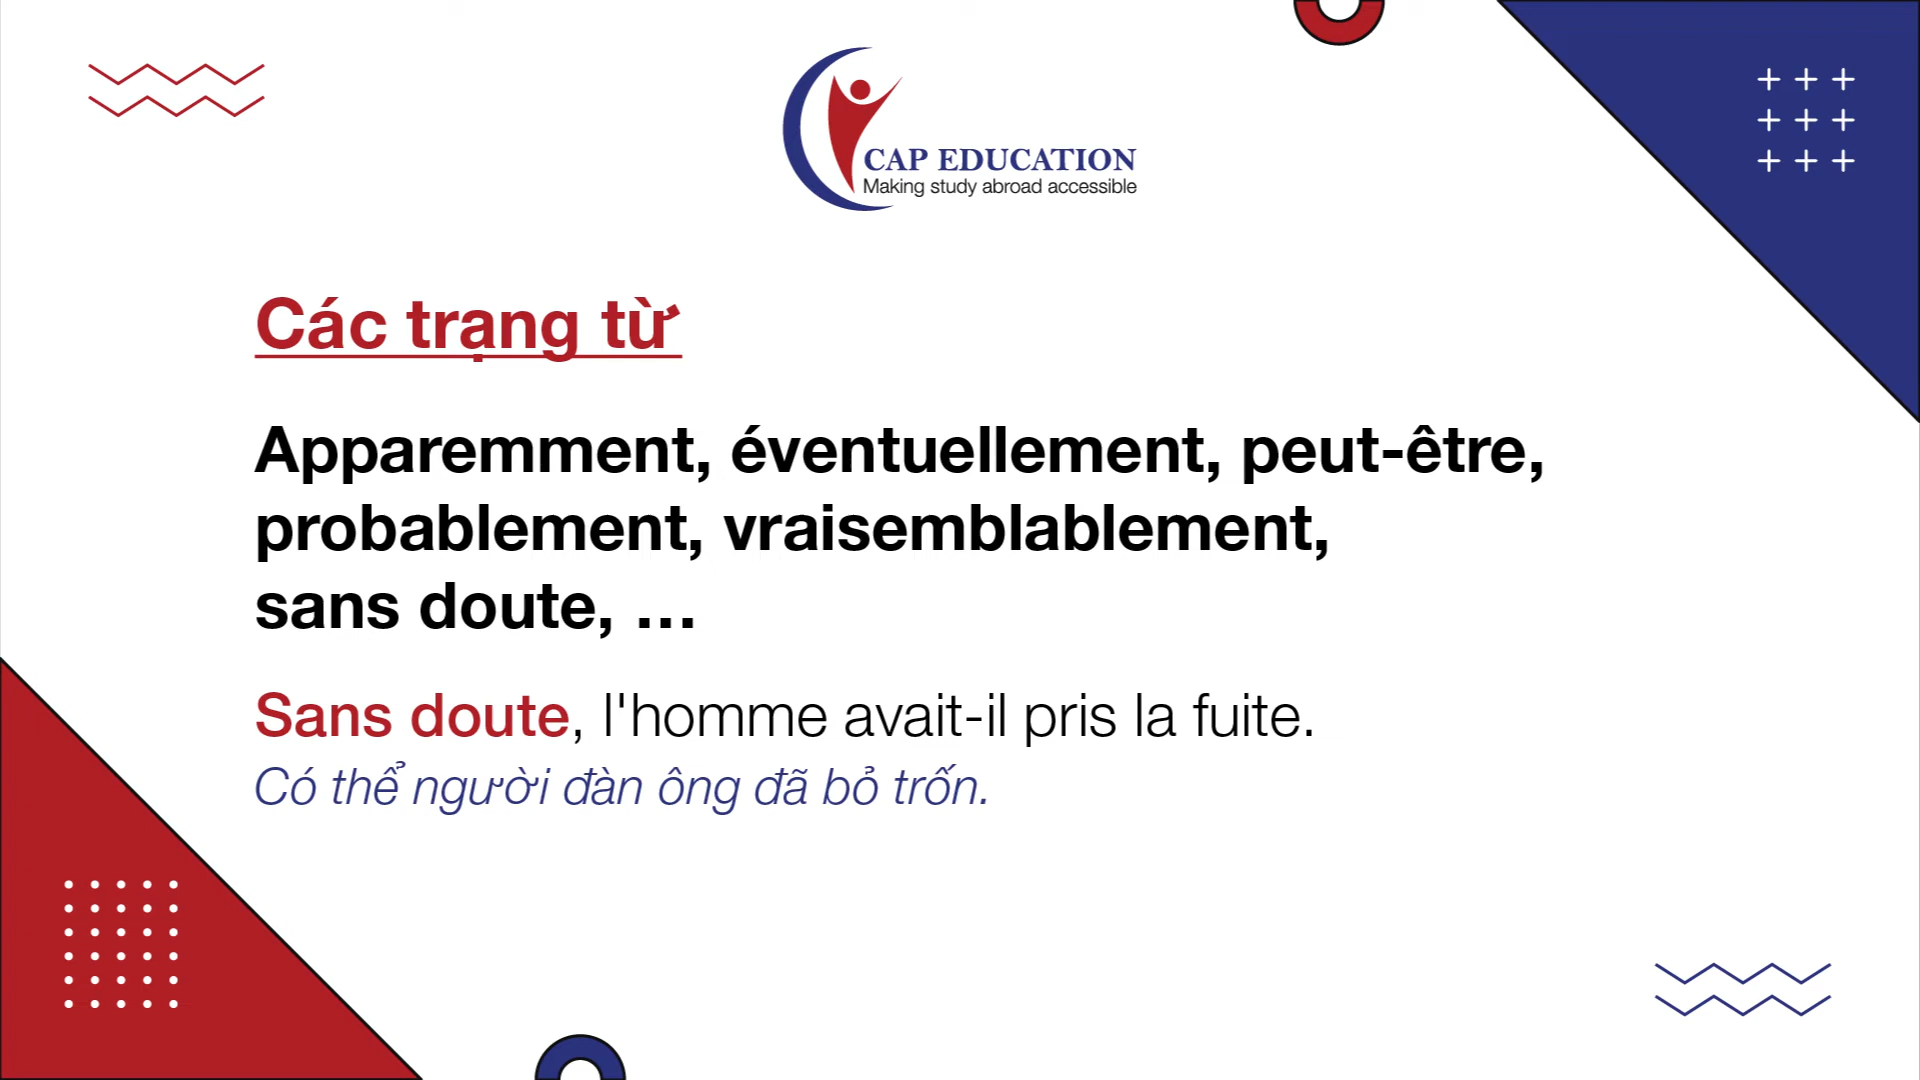 CAP EDUCATION
Making study abroad accessible
Các trạng từ
Apparemment, éventuellement, peut-être,
probablement, vraisemblablement,
sans doute, ...
Sans doute, l'homme avait-il pris la fuite.
Có thể người đàn ông đã bỏ trốn.